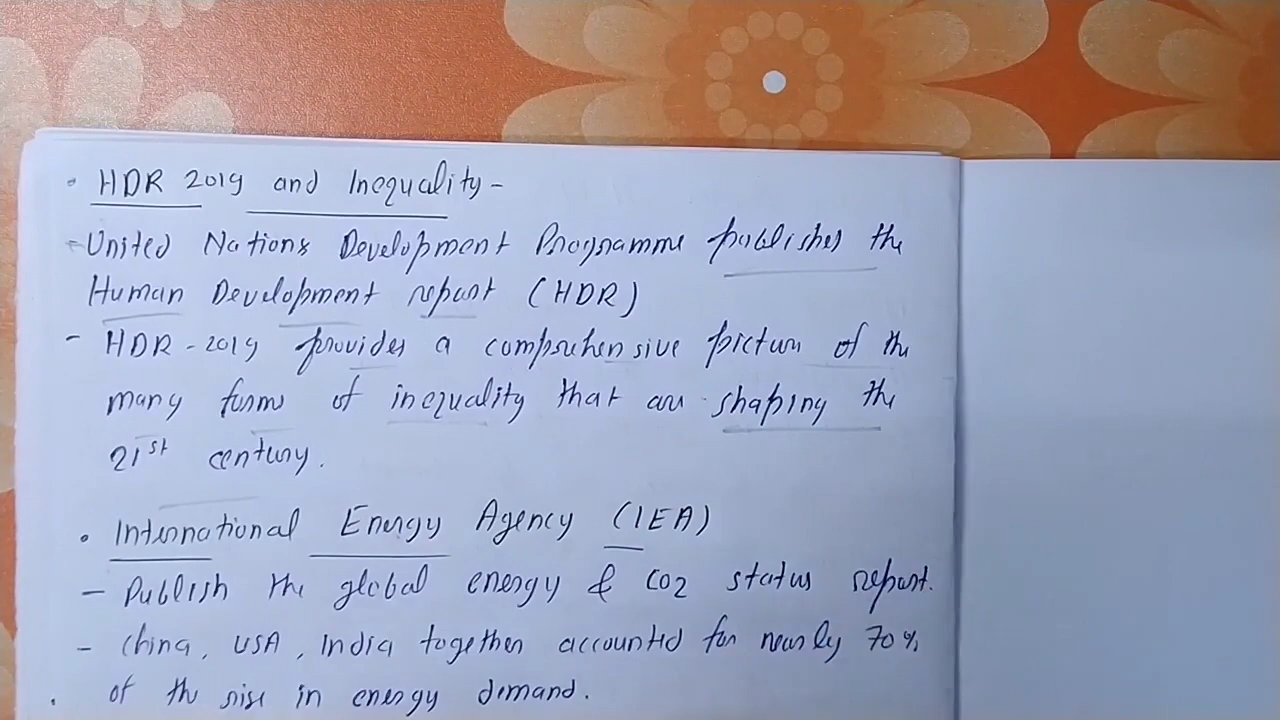 • HDR 2019 and Inequality-
- United Nations Development Programme publishes the
Human Development report (HDR)
- HDR-2019 provides a comprehensive picture of the
many forms of inequality that are shaping the
21st century.
• International Energy Agency (IEA)
- Publish the global energy & CO2 status report.
- China, USA, India together accounted for nearly 70%
of the rise in energy demand.